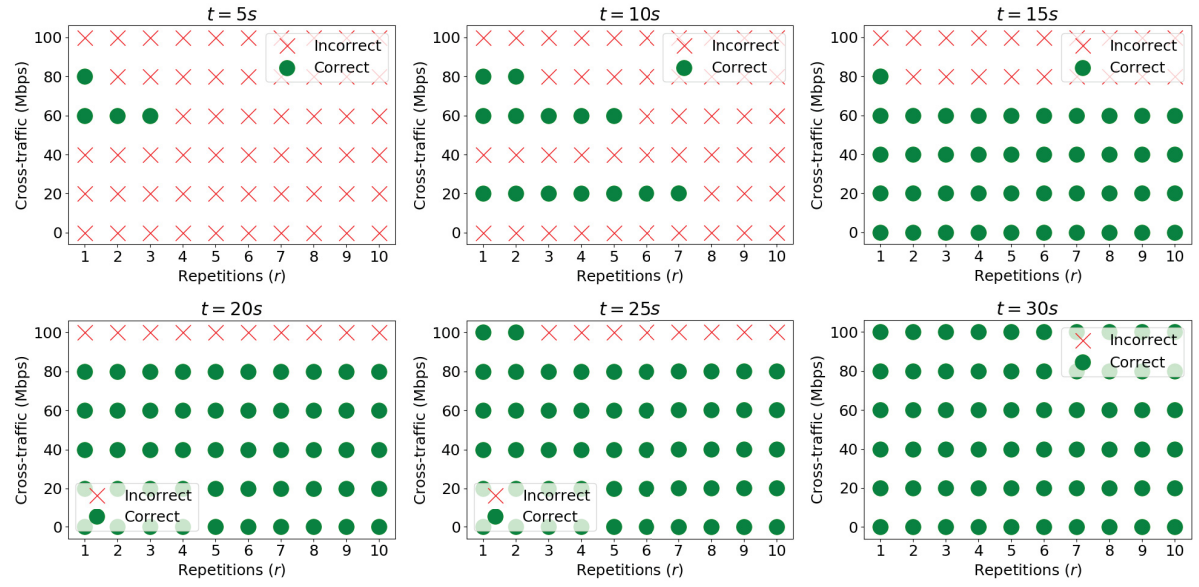 t = 5s
Cross-traffic (Mbps)
100
80
60
40
20
0
Incorrect
Correct
1 2 3 4 5 6 7 8 9 10
Repetitions (r)
t = 10s
Cross-traffic (Mbps)
100
80
60
40
20
0
Incorrect
Correct
1 2 3 4 5 6 7 8 9 10
Repetitions (r)
t = 15s
Cross-traffic (Mbps)
100
80
60
40
20
0
Incorrect
Correct
1 2 3 4 5 6 7 8 9 10
Repetitions (r)
t = 20s
Cross-traffic (Mbps)
100
80
60
40
20
0
Incorrect
Correct
1 2 3 4 5 6 7 8 9 10
Repetitions (r)
t = 25s
Cross-traffic (Mbps)
100
80
60
40
20
0
Incorrect
Correct
1 2 3 4 5 6 7 8 9 10
Repetitions (r)
t = 30s
Cross-traffic (Mbps)
100
80
60
40
20
0
Incorrect
Correct
1 2 3 4 5 6 7 8 9 10
Repetitions (r)